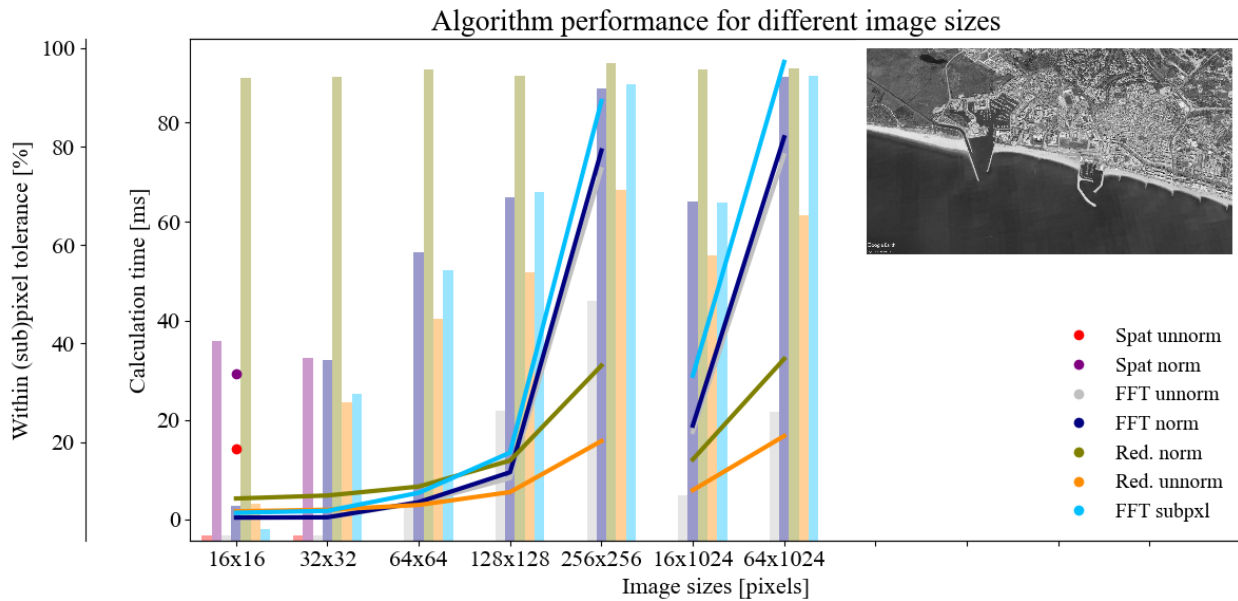 Algorithm performance for different image sizes
Within (sub)pixel tolerance [%]
100
80
60
40
20
Calculation time [ms]
80
60
40
20
0
16x16 32x32 64x64 128x128 256x256 16x1024 64x1024
Image sizes [pixels]
Spat unnorm
Spat norm
FFT unnorm
FFT norm
Red. norm
Red. unnorm
FFT subpxl